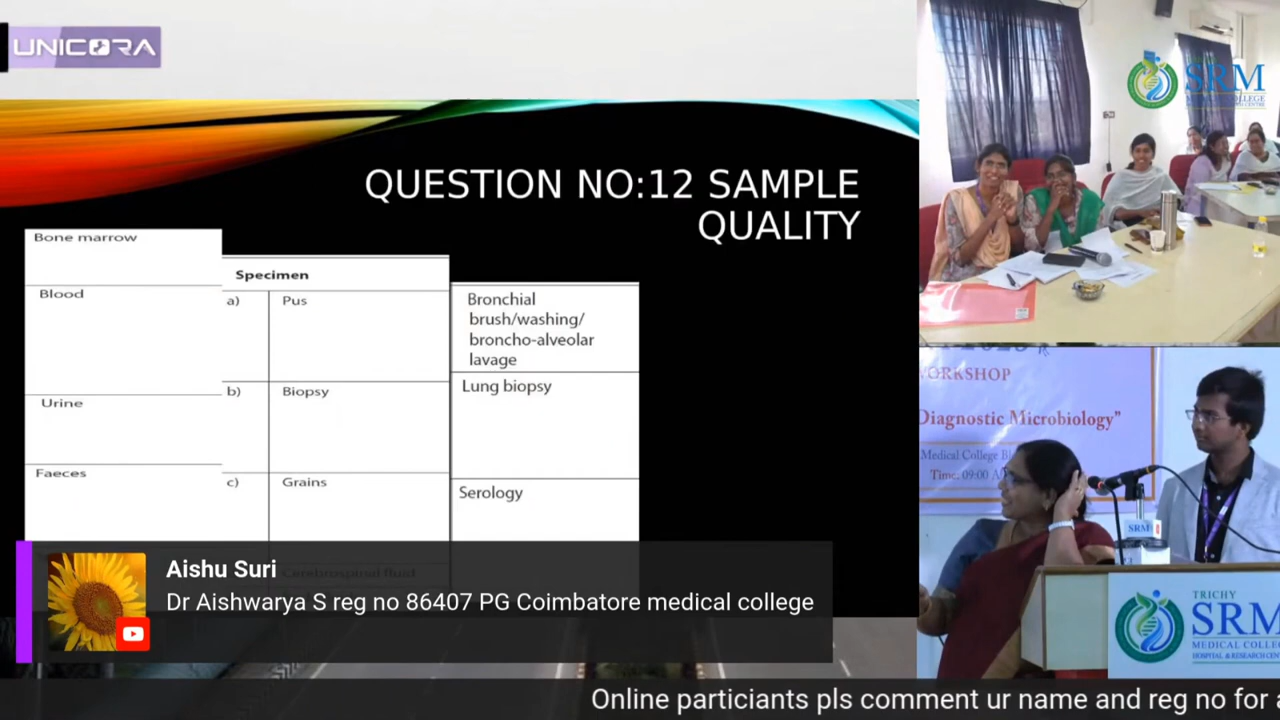 UNICORA
QUESTION NO:12 SAMPLE
QUALITY
Bone marrow
Blood
Urine
Faeces
Specimen
a) Pus
b) Biopsy
c) Grains
Cerebrospinal fluid
Bronchial
brush/washing/
broncho-alveolar
lavage
Lung biopsy
Serology
Aishu Suri
Dr Aishwarya S reg no 86407 PG Coimbatore medical college
Online particiants pls comment ur name and reg no for
SRM
WORKSHOP
Diagnostic Microbiology"
Medical College
Time: 09:00
SRM
TRICHY
SRM
MEDICAL COLLEGE